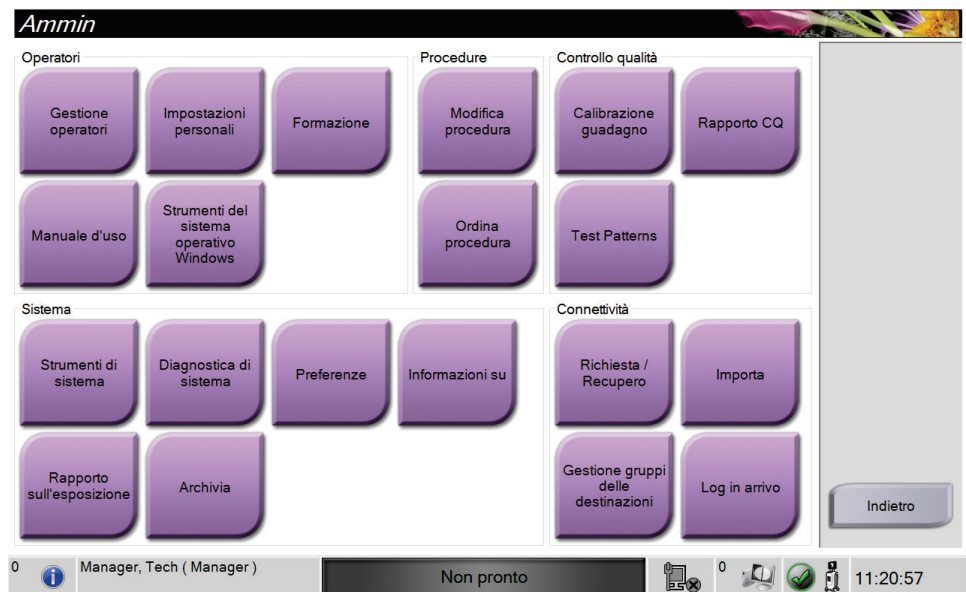 Ammin
Operatori
Gestione
operatori
Impostazioni
personali
Formazione
Manuale d'uso
Strumenti del
sistema
operativo
Windows
Procedure
Modifica
procedura
Ordina
procedura
Controllo qualità
Calibrazione
guadagno
Rapporto CQ
Test Patterns
Sistema
Strumenti di
sistema
Diagnostica di
sistema
Preferenze
Informazioni su
Rapporto
sull'esposizione
Archivia
Connettività
Richiesta /
Recupero
Importa
Gestione gruppi
delle
destinazioni
Log in arrivo
Indietro
0
Manager, Tech ( Manager )
Non pronto
0
11:20:57